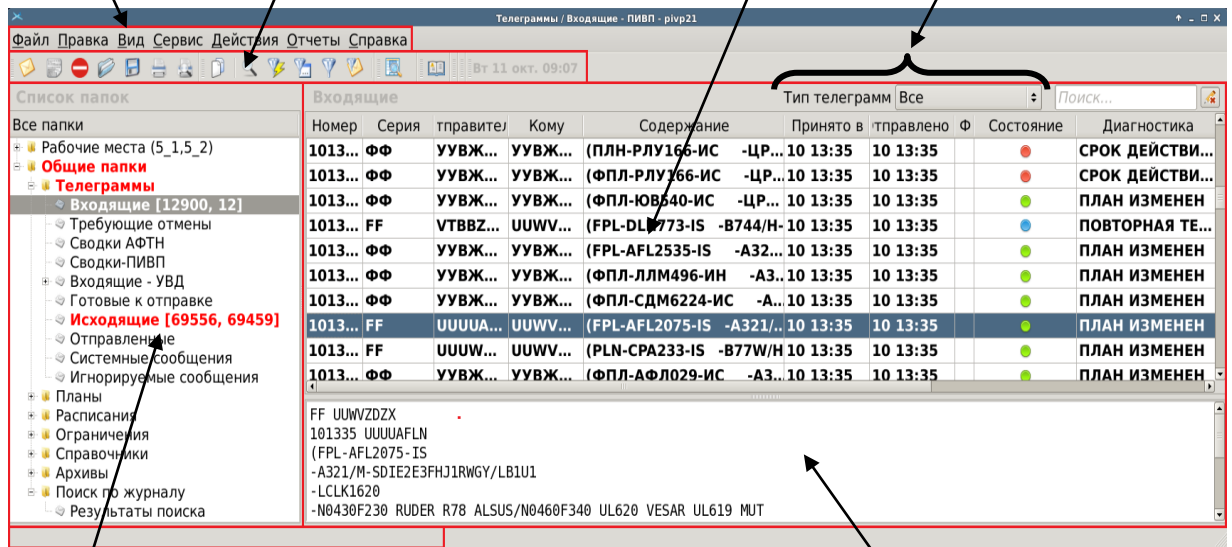 Телеграммы / Входящие - ПИВП - pivp21
Файл Правка Вид Сервис Действия Отчеты Справка
Вт 11 окт. 09:07
Список папок
Все папки
Рабочие места (5_1,5_2)
Общие папки
Телеграммы
Входящие [12900, 12]
Требующие отмены
Сводки АФТН
Сводки-ПИВП
Входящие - УВД
Готовые к отправке
Исходящие [69556, 69459]
Отправленные
Системные сообщения
Игнорируемые сообщения
Планы
Расписания
Ограничения
Справочники
Архивы
Поиск по журналу
Результаты поиска
Входящие Тип телеграмм Все Поиск...
Номер Серия тправител Кому Содержание Принято в тправлено Ф Состояние Диагностика
1013... ФФ УУВЖ... УУВЖ... (ПЛН-РЛУ166-ИС -ЦР... 10 13:35 10 13:35 СРОК ДЕЙСТВИ...
1013... ФФ УУВЖ... УУВЖ... (ФПЛ-РЛУ166-ИС -ЦР... 10 13:35 10 13:35 СРОК ДЕЙСТВИ...
1013... ФФ УУВЖ... УУВЖ... (ФПЛ-ЮВ540-ИС -ЦР... 10 13:35 10 13:35 ПЛАН ИЗМЕНЕН
1013... FF VTBBZ... UUWV... -B744/H- 10 13:35 10 13:35 ПОВТОРНАЯ ТЕ...
1013... ФФ УУВЖ... УУВЖ... (FPL-AFL2535-IS -A32... 10 13:35 10 13:35 ПЛАН ИЗМЕНЕН
1013... ФФ УУВЖ... УУВЖ... (ФПЛ-ЛЛМ496-ИН -А3.. 10 13:35 10 13:35 ПЛАН ИЗМЕНЕН
1013... ФФ УУВЖ... УУВЖ... (ФПЛ-СДМ6224-ИС -А... 10 13:35 10 13:35 ПЛАН ИЗМЕНЕН
1013... FF UUUUA... UUWV... (FPL-AFL2075-IS -A321/.. 10 13:35 10 13:35 ПЛАН ИЗМЕНЕН
1013... FF UUUW... UUWV... (PLN-CPA233-IS -B77W/H 10 13:35 10 13:35 ПЛАН ИЗМЕНЕН
1013... ФФ УУВЖ... УУВЖ... (ФПЛ-АФЛ029-ИС -А3.. 10 13:35 10 13:35 ПЛАН ИЗМЕНЕН
FF UUWVZDZX
101335 UUUUAFLN
(FPL-AFL2075-IS
-A321/M-SDIE2E3FHJ1RWGY/LB1U1
-LCLK1620
-N0430F230 RUDER R78 ALSUS/N0460F340 UL620 VESAR UL619 MUT